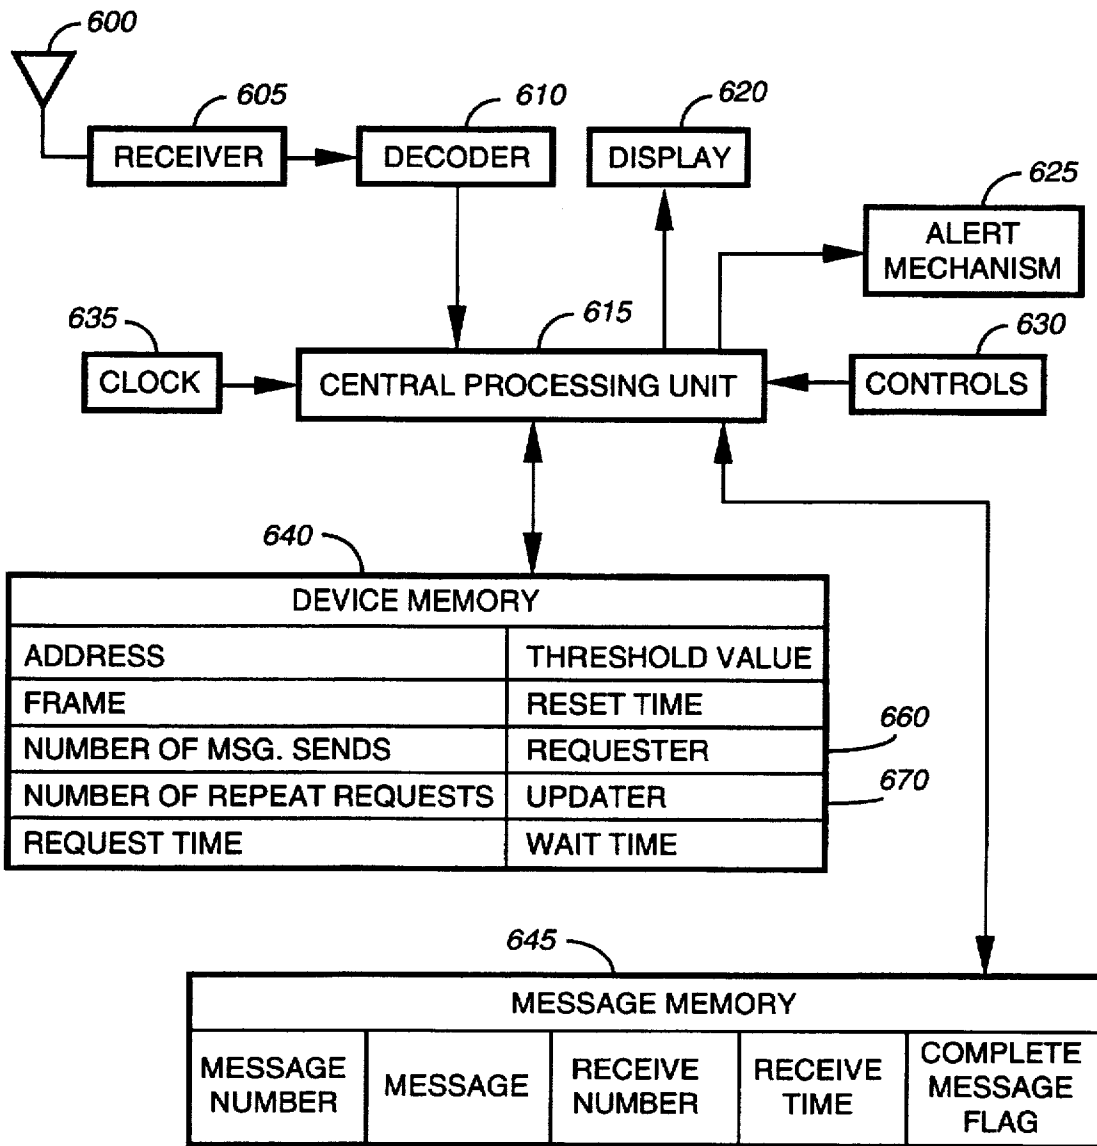 600
605
610
620
RECEIVER
DECODER
DISPLAY
625
ALERT
MECHANISM
635
615
630
CLOCK
CENTRAL PROCESSING UNIT
CONTROLS
640
DEVICE MEMORY
ADDRESS
THRESHOLD VALUE
FRAME
RESET TIME
660
NUMBER OF MSG. SENDS
REQUESTER
NUMBER OF REPEAT REQUESTS
UPDATER
670
REQUEST TIME
WAIT TIME
645
MESSAGE MEMORY
MESSAGE
NUMBER
MESSAGE
RECEIVE
NUMBER
RECEIVE
TIME
COMPLETE
MESSAGE
FLAG